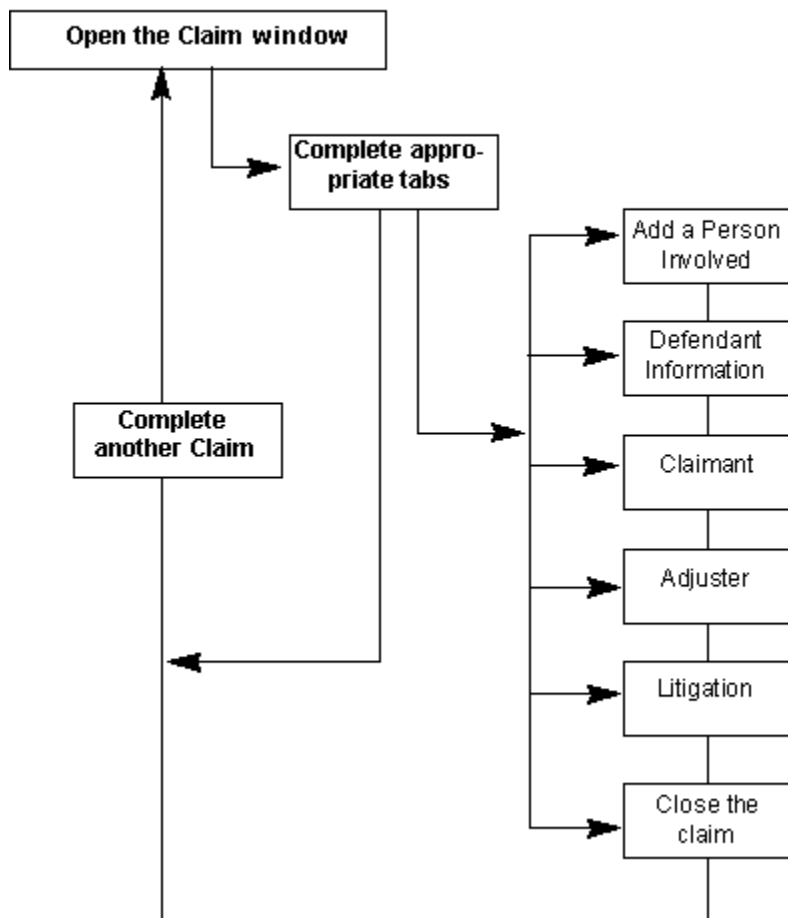 Open the Claim window
Complete appro-
priate tabs
Add a Person
Involved
Defendant
Information
Complete
another Claim
Claimant
Adjuster
Litigation
Close the
claim